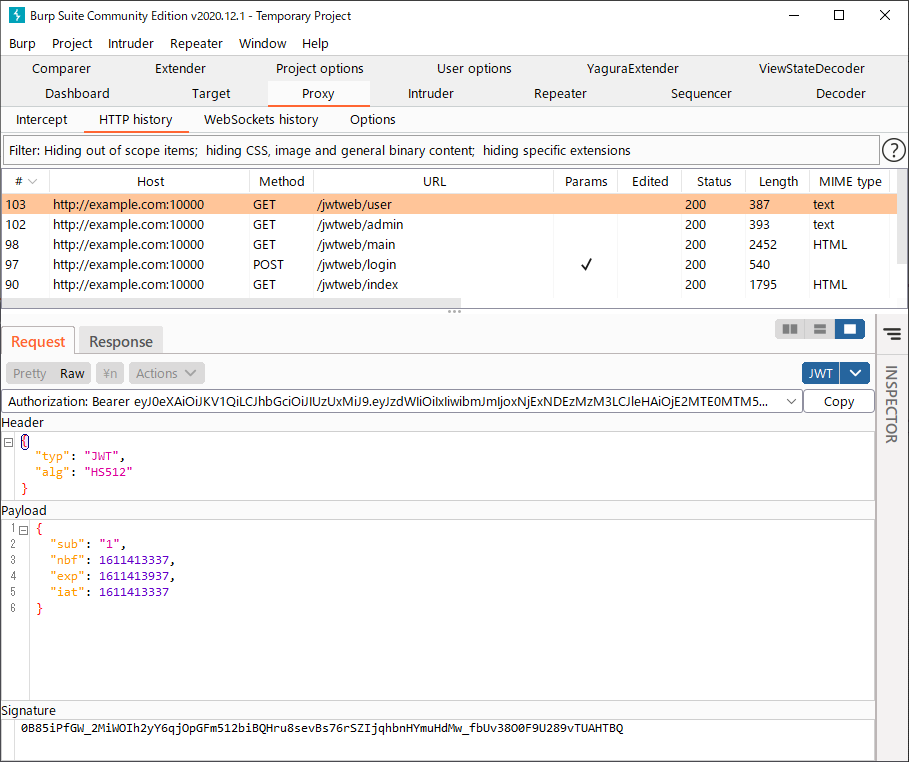 Burp Suite Community Edition v2020.12.1 - Temporary Project
Burp Project Intruder Repeater Window Help
Comparer Extender Project options User options YaguraExtender ViewStateDecoder
Dashboard Target Proxy Intruder Repeater Sequencer Decoder
Intercept HTTP history WebSockets history Options
Filter: Hiding out of scope items; hiding CSS, image and general binary content; hiding specific extensions ?
# Host Method URL Params Edited Status Length MIME type
103 http://example.com:10000 GET /jwtweb/user 200 387 text
102 http://example.com:10000 GET /jwtweb/admin 200 393 text
98 http://example.com:10000 GET /jwtweb/main 200 2452 HTML
97 http://example.com:10000 POST /jwtweb/login ✓ 200 540
90 http://example.com:10000 GET /jwtweb/index 200 1795 HTML
Request Response
Pretty Raw ¥n Actions JWT
INSPECTOR
Authorization: Bearer eyJ0eXAiOiJKV1QiLCJhbGciOiJIUzUxMiJ9.eyJzdWIiOiIxIiwibmJmIjoxNjExNDEzMzM3LCJleHAiOjE2MTE0MTM5... Copy
Header
{
"typ": "JWT",
"alg": "HS512"
}
Payload
1 {
2 "sub": "1",
3 "nbf": 1611413337,
4 "exp": 1611413937,
5 "iat": 1611413337
6 }
Signature
0B85iPfGW_2MiWOIh2yY6qjOpGFm512biBQHru8sevBs76rSZIjqhbnHYmuHdMw_fbUv38O0F9U289vTUAHTBQ